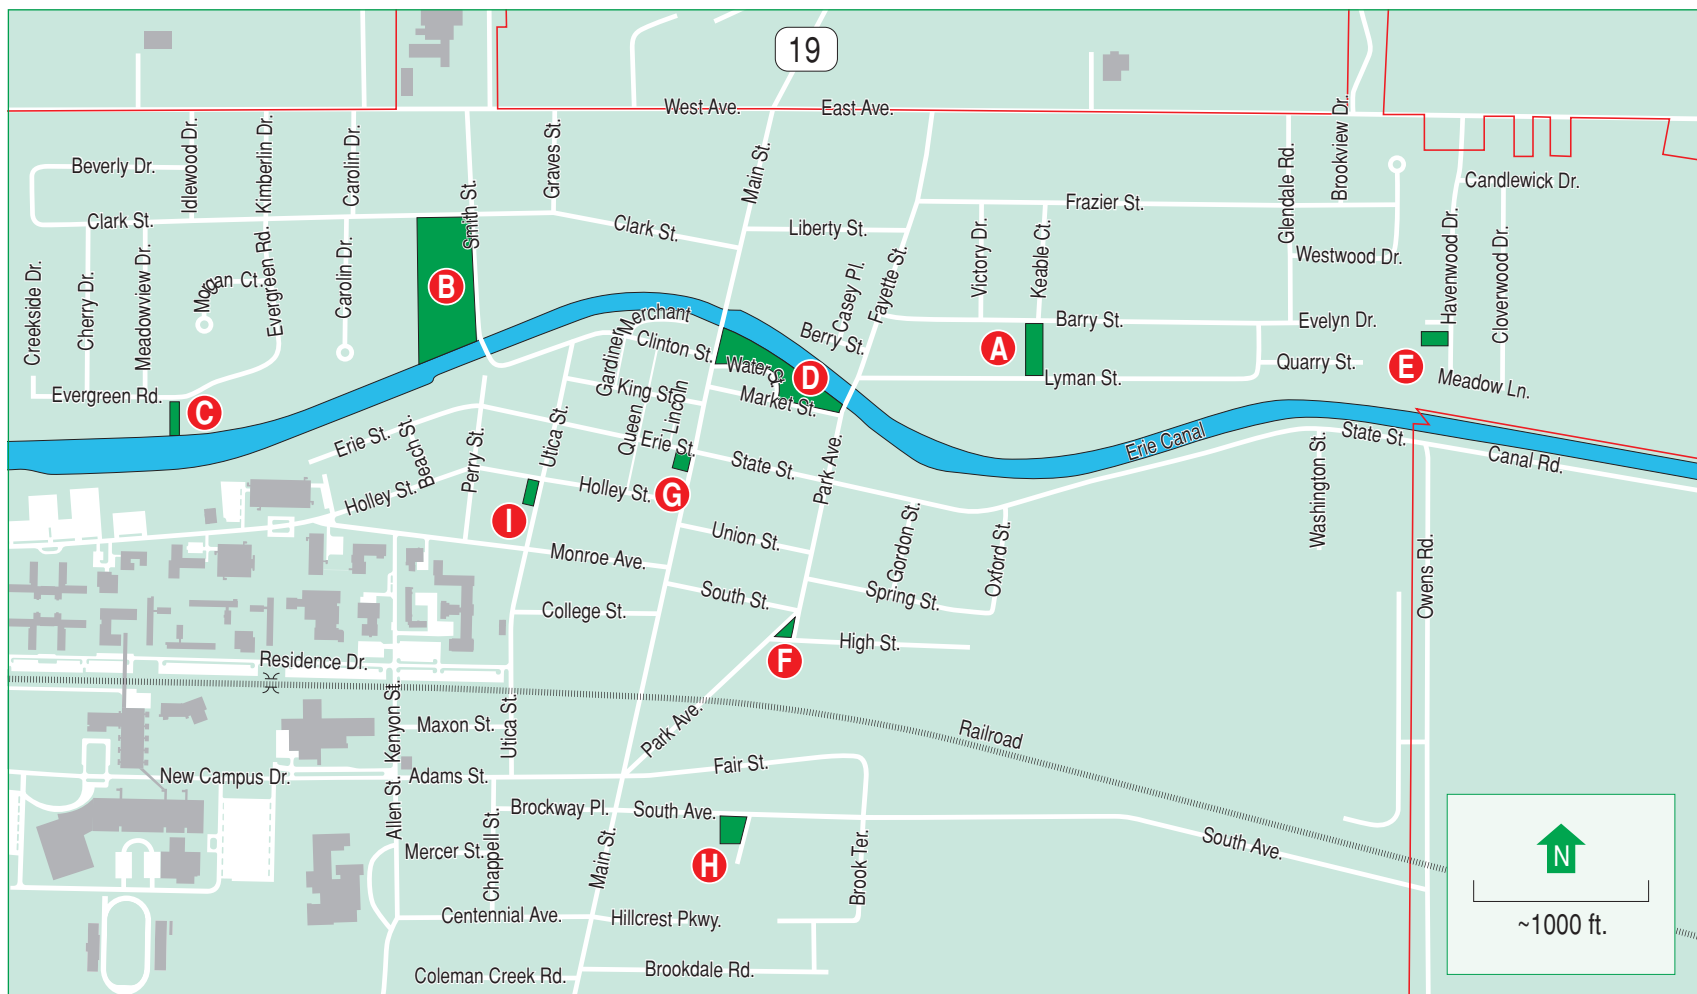 19
West Ave.
East Ave.
Beverly Dr.
Idlewood Dr.
Kimberlin Dr.
Carolin Dr.
Graves St.
Main St.
Glendale Rd.
Brookview Dr.
Candlewick Dr.
Clark St.
Smith St.
Clark St.
Liberty St.
Frazier St.
Creekside Dr.
Cherry Dr.
Meadowview Dr.
Morgan Ct.
Evergreen Rd.
Carolin Dr.
B
Casey Pl.
Fayette St.
Victory Dr.
Keable Ct.
Westwood Dr.
Havenwood Dr.
Cloverwood Dr.
Gardiner
Merchant
Clinton St.
Berry St.
Barry St.
Evelyn Dr.
A
Water St.
D
Quarry St.
E
Evergreen Rd.
C
King St.
Lincoln
Market St.
Lyman St.
Meadow Ln.
Erie St.
Beach St.
Perry St.
Utica St.
Queen
Erie St.
State St.
Park Ave.
Erie Canal
State St.
Canal Rd.
Holley St.
Holley St.
G
I
Washington St.
Monroe Ave.
Union St.
Gordon St.
Oxford St.
Owens Rd.
College St.
South St.
Spring St.
High St.
F
Residence Dr.
Kenyon St.
Maxon St.
Utica St.
Park Ave.
Railroad
New Campus Dr.
Adams St.
Fair St.
Allen St.
Brockway Pl.
South Ave.
South Ave.
Mercer St.
Chappell St.
Main St.
H
Brook Ter.
Centennial Ave.
Hillcrest Pkwy.
Coleman Creek Rd.
Brookdale Rd.
N
~1000 ft.